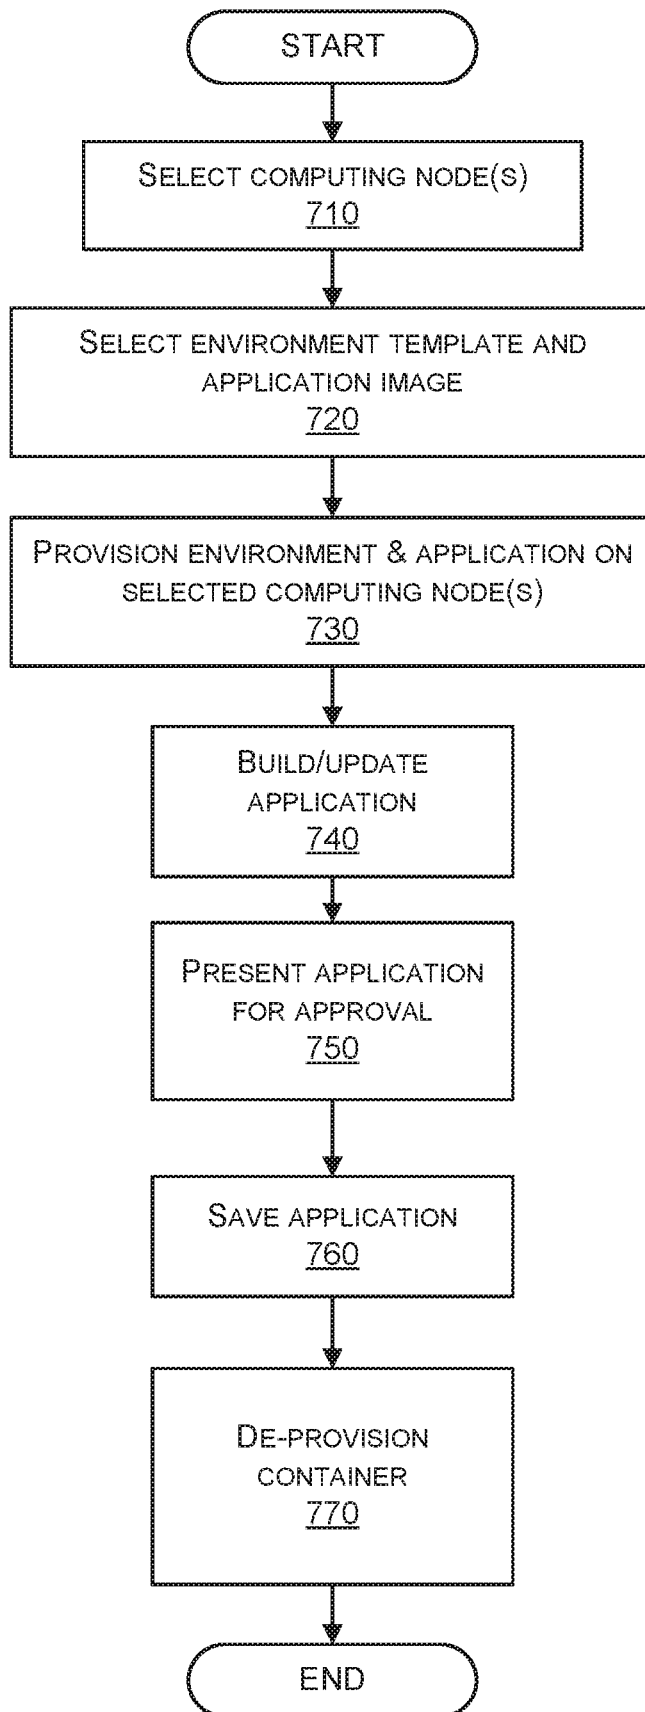 START
SELECT COMPUTING NODE(S)
710
SELECT ENVIRONMENT TEMPLATE AND
APPLICATION IMAGE
720
PROVISION ENVIRONMENT & APPLICATION ON
SELECTED COMPUTING NODE(S)
730
BUILD/UPDATE
APPLICATION
740
PRESENT APPLICATION
FOR APPROVAL
750
SAVE APPLICATION
760
DE-PROVISION
CONTAINER
770
END